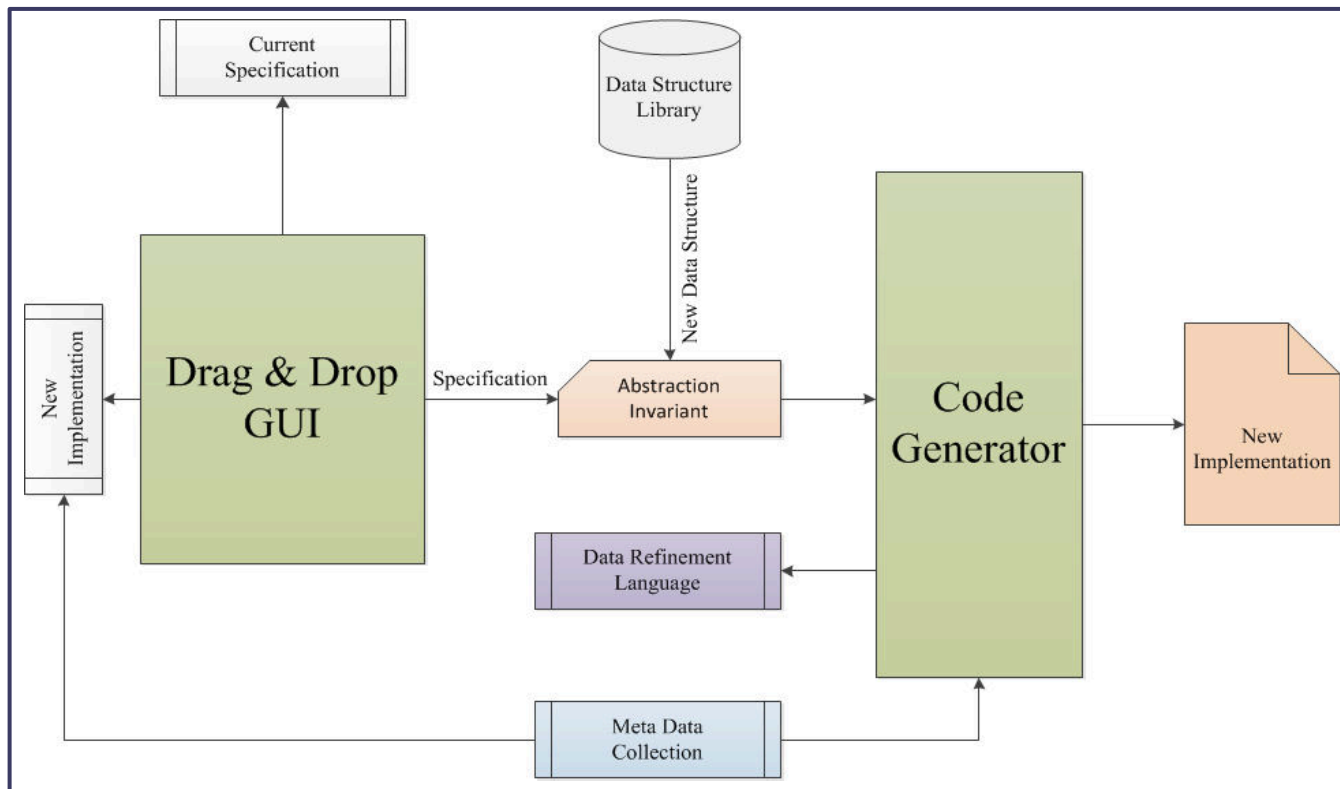 Current
Specification
Data Structure
Library
New Data Structure
New
Implementation
Drag & Drop
GUI
Specification
Abstraction
Invariant
Code
Generator
New
Implementation
Data Refinement
Language
Meta Data
Collection